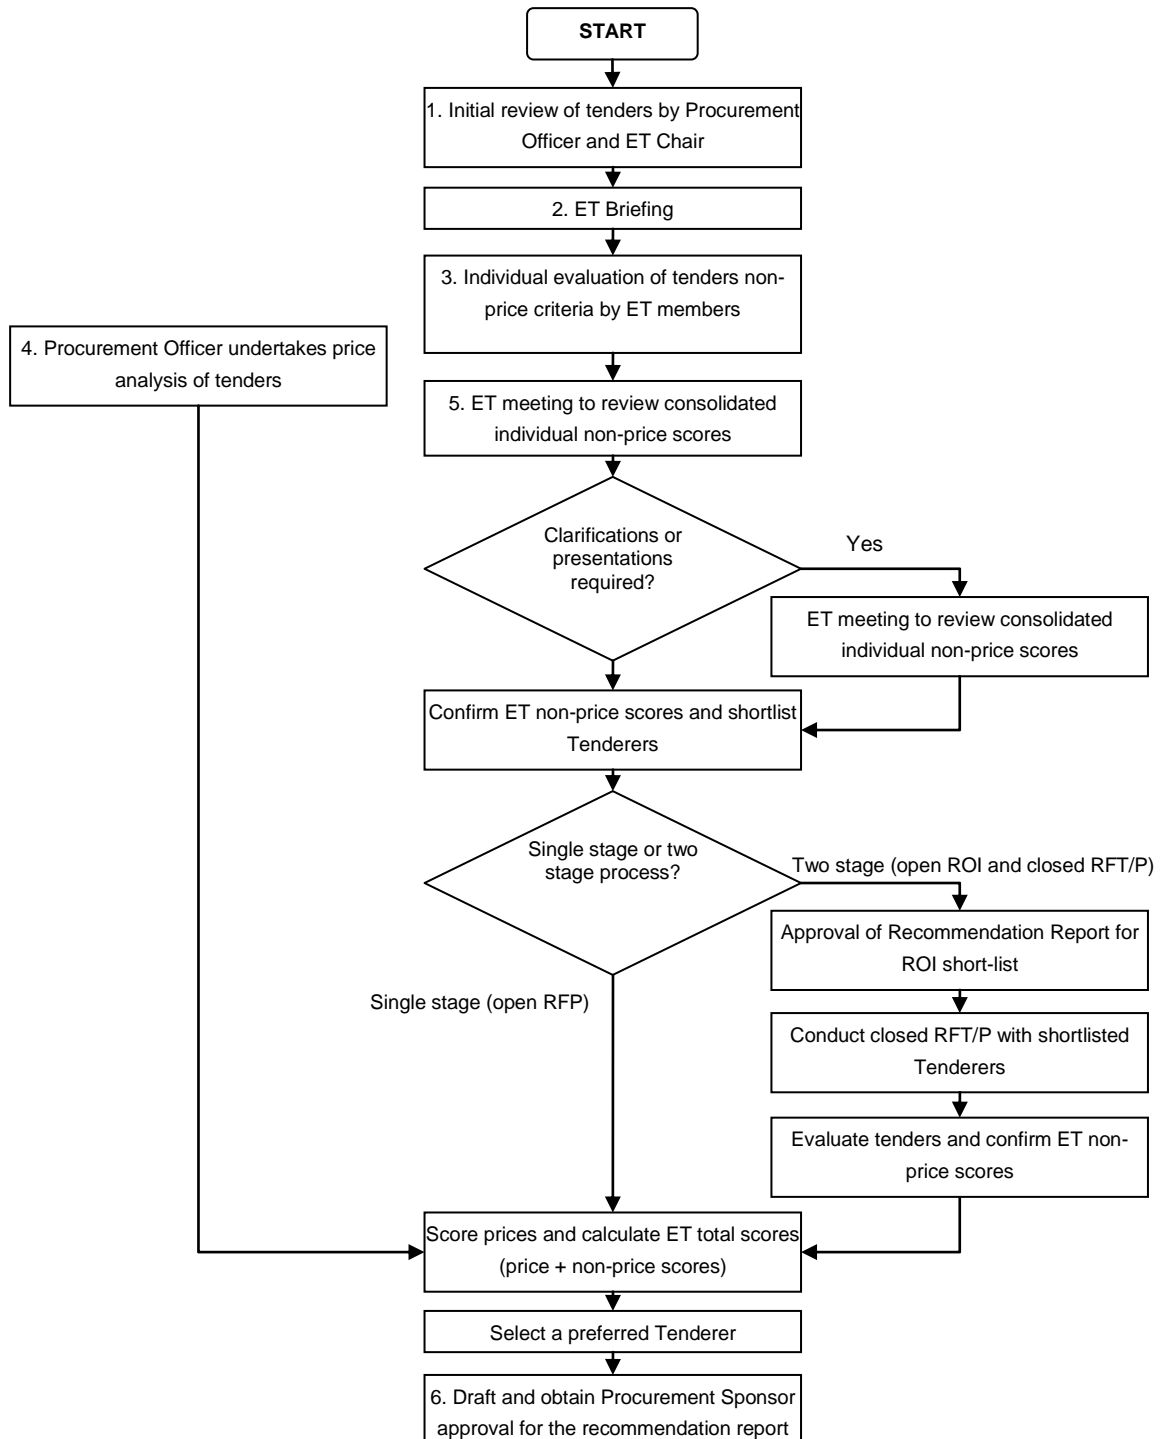 START
1. Initial review of tenders by Procurement
Officer and ET Chair
2. ET Briefing
3. Individual evaluation of tenders non-
price criteria by ET members
4. Procurement Officer undertakes price
analysis of tenders
5. ET meeting to review consolidated
individual non-price scores
Clarifications or
presentations
required?
Yes
ET meeting to review consolidated
individual non-price scores
Confirm ET non-price scores and shortlist
Tenderers
Single stage or two
stage process?
Two stage (open ROI and closed RFT/P)
Approval of Recommendation Report for
ROI short-list
Single stage (open RFP)
Conduct closed RFT/P with shortlisted
Tenderers
Evaluate tenders and confirm ET non-
price scores
Score prices and calculate ET total scores
(price + non-price scores)
Select a preferred Tenderer
6. Draft and obtain Procurement Sponsor
approval for the recommendation report